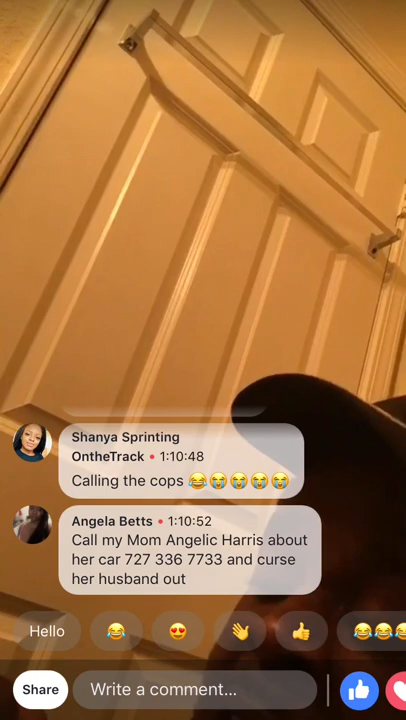 Shanya Sprinting
OntheTrack • 1:10:48
Calling the cops 😂😭😭😭😭
Angela Betts • 1:10:52
Call my Mom Angelic Harris about
her car 727 336 7733 and curse
her husband out
Hello 😂 😍 👋 👍 😂😂😂
Share Write a comment...